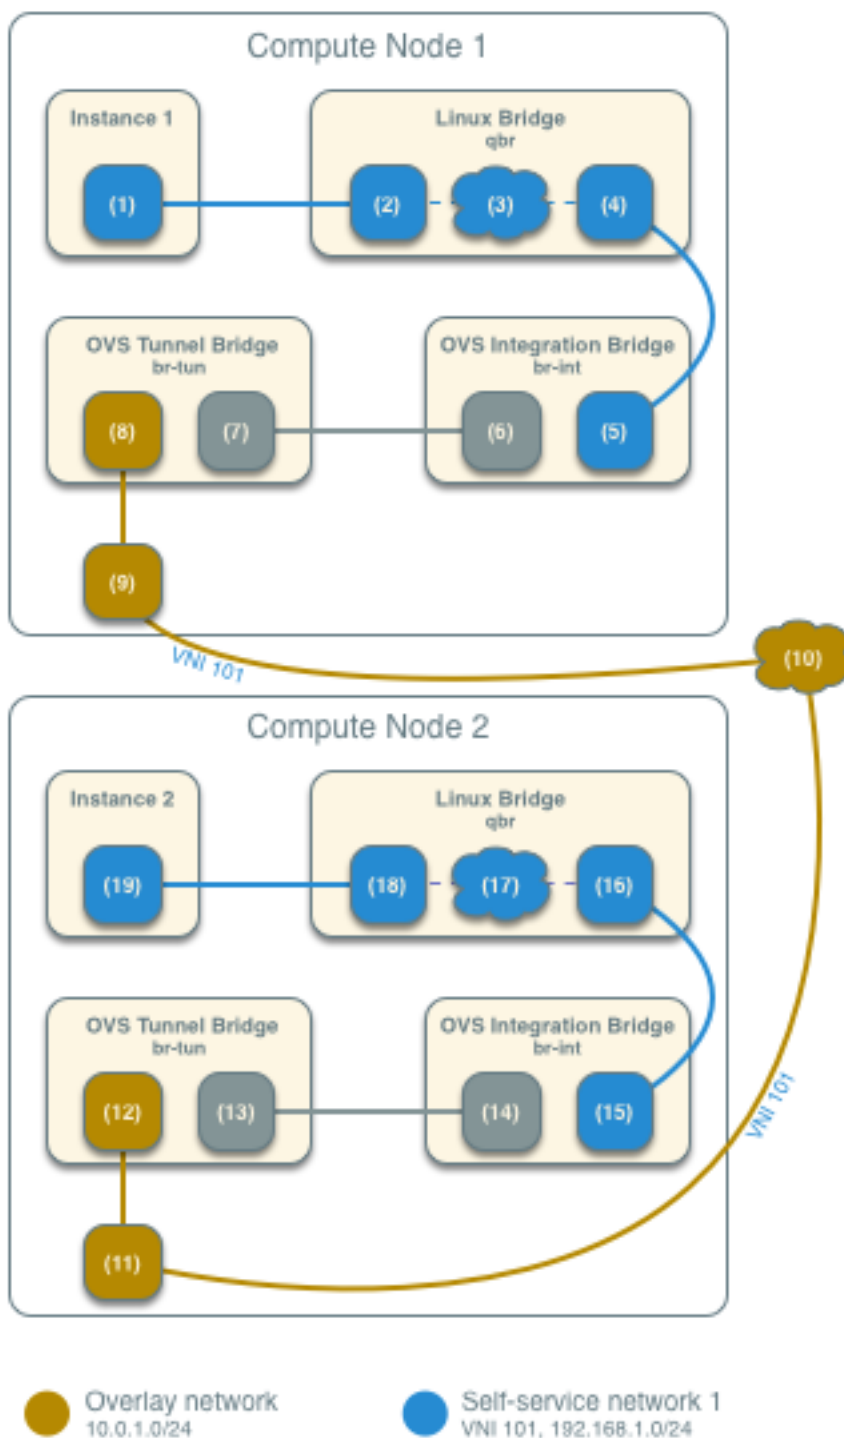 Compute Node 1
Instance 1
Linux Bridge
qbr
(1)
(2)
(3)
(4)
OVS Tunnel Bridge
br-tun
OVS Integration Bridge
br-int
(8)
(7)
(6)
(5)
(9)
VNI 101
(10)
Compute Node 2
Instance 2
Linux Bridge
qbr
(19)
(18)
(17)
(16)
OVS Tunnel Bridge
br-tun
OVS Integration Bridge
br-int
(12)
(13)
(14)
(15)
VNI 101
(11)
Overlay network
10.0.1.0/24
Self-service network 1
VNI 101, 192.168.1.0/24